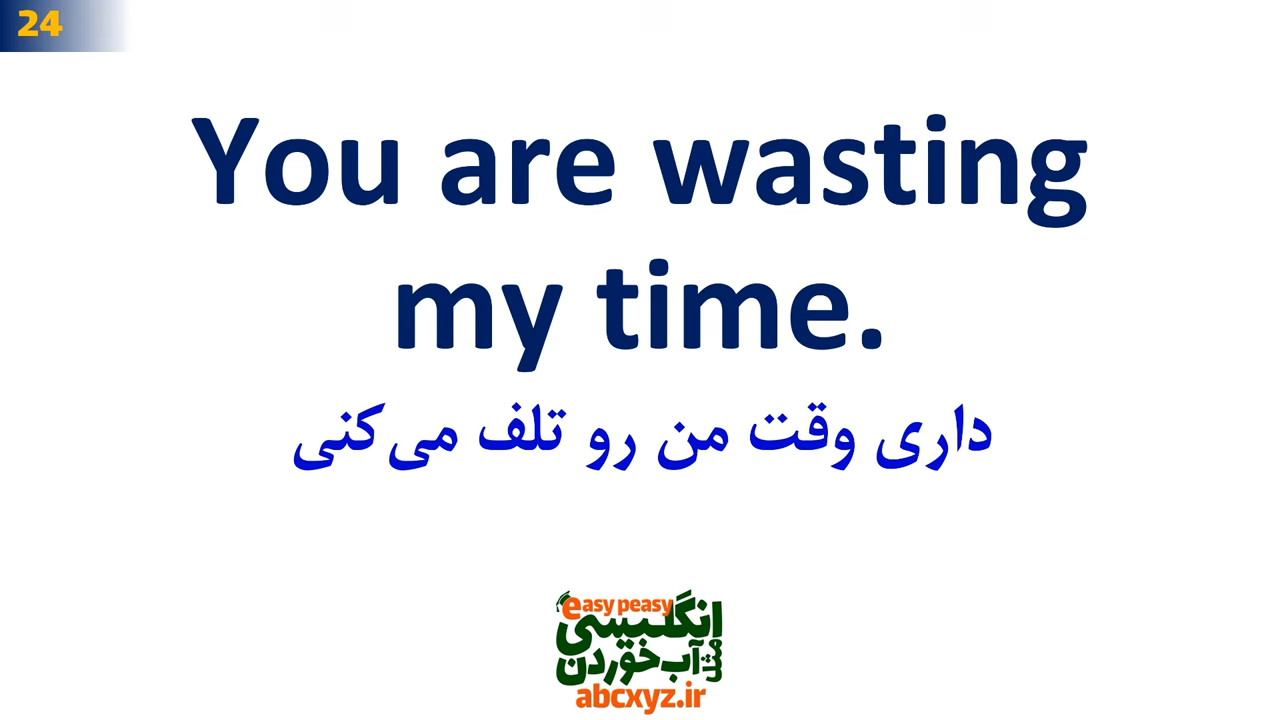 24
You are wasting
my time.
داری وقت من رو تلف می‌کنی
easy peasy
انگلیسی
مثل آب خوردن
abcxyz.ir